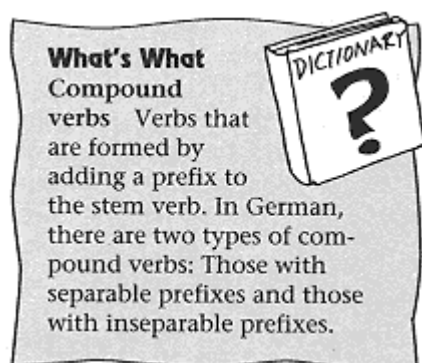 What's What
Compound
verbs Verbs that
are formed by
adding a prefix to
the stem verb. In German,
there are two types of com-
pound verbs: Those with
separable prefixes and those
with inseparable prefixes.
DICTIONARY
?